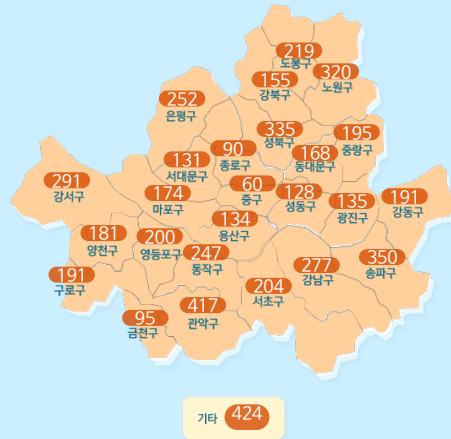 219
도봉구
320
노원구
155
강북구
252
은평구
335
성북구
195
중랑구
90
종로구
168
동대문구
131
서대문구
291
강서구
174
마포구
60
중구
128
성동구
135
광진구
191
강동구
134
용산구
181
양천구
200
영등포구
247
동작구
350
송파구
277
강남구
191
구로구
204
서초구
417
관악구
95
금천구
기타 424